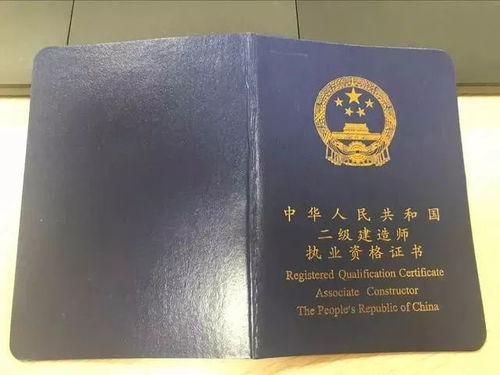 中华人民共和国
二级建造师
执业资格证书
Registered Qualification Certificate
Associate Constructor
The People's Republic of China